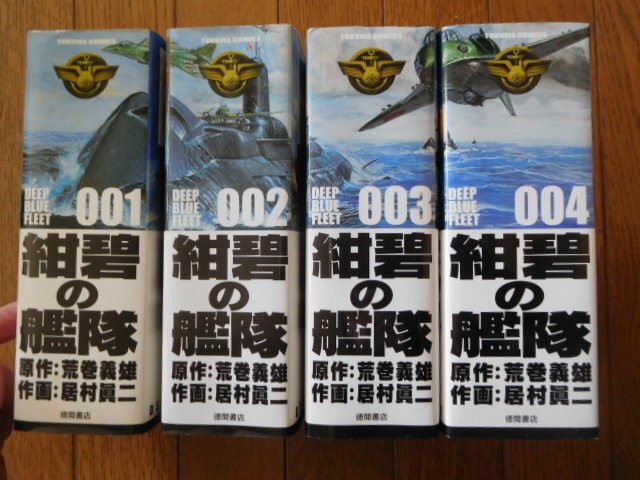 TOKUMA COMICS
DEEP
BLUE
FLEET
001
紺碧
の
艦隊
原作:荒巻義雄
作画:居村眞二
徳間書店
TOKUMA COMICS
DEEP
BLUE
FLEET
002
紺碧
の
艦隊
原作:荒巻義雄
作画:居村眞二
徳間書店
TOKUMA COMICS
DEEP
BLUE
FLEET
003
紺碧
の
艦隊
原作:荒巻義雄
作画:居村眞二
徳間書店
TOKUMA COMICS
DEEP
BLUE
FLEET
004
紺碧
の
艦隊
原作:荒巻義雄
作画:居村眞二
徳間書店